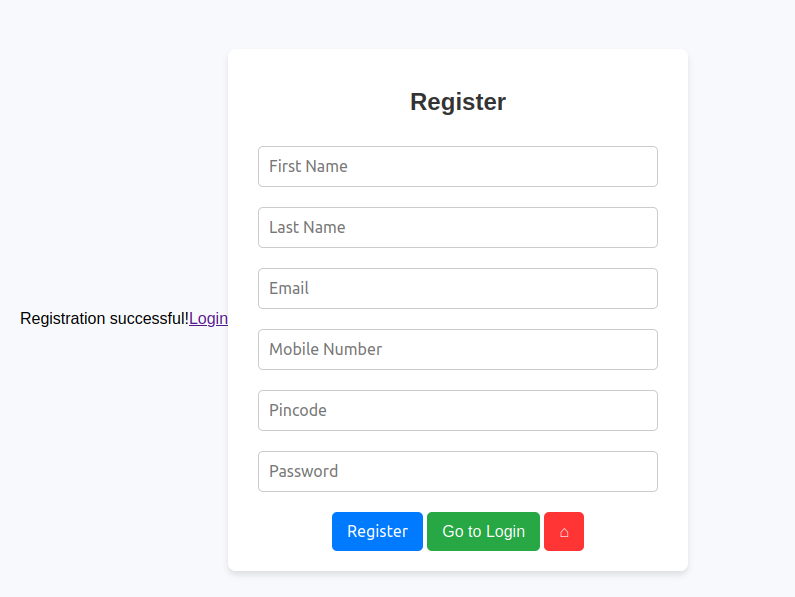 Register
First Name
Last Name
Email
Registration successful!Login
Mobile Number
Pincode
Password
Register Go to Login ⌂